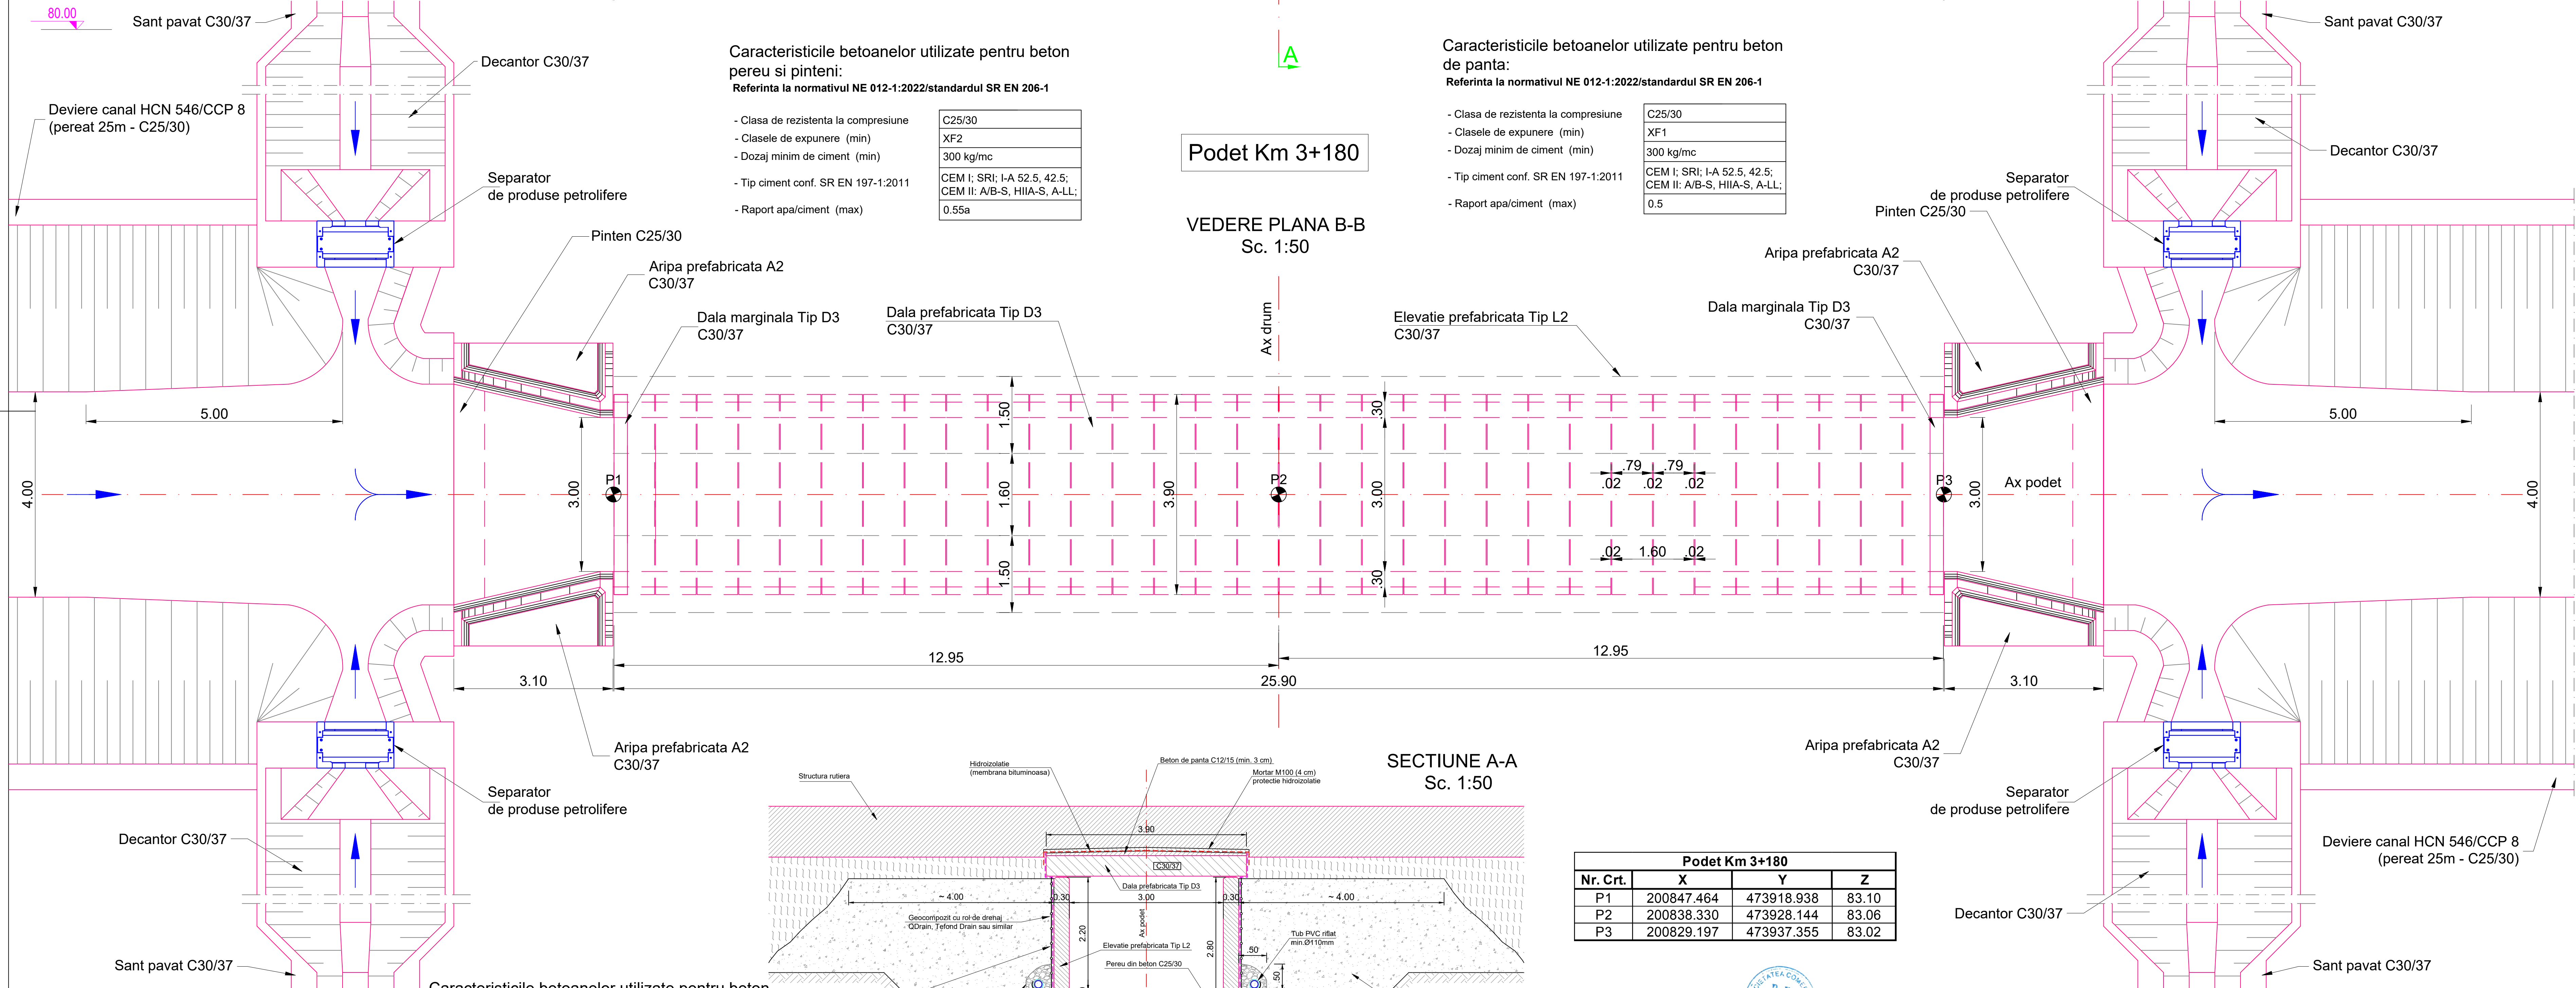 80.00
Sant pavat C30/37
Decantor C30/37
Deviere canal HCN 546/CCP 8
(pereat 25m - C25/30)
Separator
de produse petrolifere
Pinten C25/30
Aripa prefabricata A2
C30/37
Dala marginala Tip D3
C30/37
Dala prefabricata Tip D3
C30/37
Caracteristicile betoanelor utilizate pentru beton
pereu si pinteni:
Referinta la normativul NE 012-1:2022/standardul SR EN 206-1
- Clasa de rezistenta la compresiune C25/30
- Clasele de expunere (min) XF2
- Dozaj minim de ciment (min) 300 kg/mc
- Tip ciment conf. SR EN 197-1:2011 CEM I; SRI; I-A 52.5, 42.5;
CEM II: A/B-S, HIIA-S, A-LL;
- Raport apa/ciment (max) 0.55a
A
Podet Km 3+180
VEDERE PLANA B-B
Sc. 1:50
Ax drum
Caracteristicile betoanelor utilizate pentru beton
de panta:
Referinta la normativul NE 012-1:2022/standardul SR EN 206-1
- Clasa de rezistenta la compresiune C25/30
- Clasele de expunere (min) XF1
- Dozaj minim de ciment (min) 300 kg/mc
- Tip ciment conf. SR EN 197-1:2011 CEM I; SRI; I-A 52.5, 42.5;
CEM II: A/B-S, HIIA-S, A-LL;
- Raport apa/ciment (max) 0.5
Elevatie prefabricata Tip L2
C30/37
Dala marginala Tip D3
C30/37
Aripa prefabricata A2
C30/37
Pinten C25/30
Separator
de produse petrolifere
Sant pavat C30/37
Decantor C30/37
5.00
4.00
3.00
P1
1.50
1.60
1.50
3.90
P2
.30
3.00
.30
.79 .79
.02 .02 .02
.02 1.60 .02
P3
3.00
Ax podet
5.00
4.00
12.95
12.95
3.10
25.90
3.10
Aripa prefabricata A2
C30/37
Separator
de produse petrolifere
Decantor C30/37
Sant pavat C30/37
Caracteristicile betoanelor utilizate pentru beton
SECTIUNE A-A
Sc. 1:50
Structura rutiera
Hidroizolatie
(membrana bituminoasa)
Beton de panta C12/15 (min. 3 cm)
Mortar M100 (4 cm)
protectie hidroizolatie
3.90
C30/37
Dala prefabricata Tip D3
~ 4.00
0.30
3.00
0.30
~ 4.00
Geocompozit cu rol de drenaj
QDrain, Tefond Drain sau similar
2.20
Ax podet
2.80
Elevatie prefabricata Tip L2
Pereu din beton C25/30
Tub PVC riflat
min.Ø110mm
.50
.50
Podet Km 3+180
Nr. Crt. X Y Z
P1 200847.464 473918.938 83.10
P2 200838.330 473928.144 83.06
P3 200829.197 473937.355 83.02
Aripa prefabricata A2
C30/37
Separator
de produse petrolifere
Deviere canal HCN 546/CCP 8
(pereat 25m - C25/30)
Decantor C30/37
Sant pavat C30/37